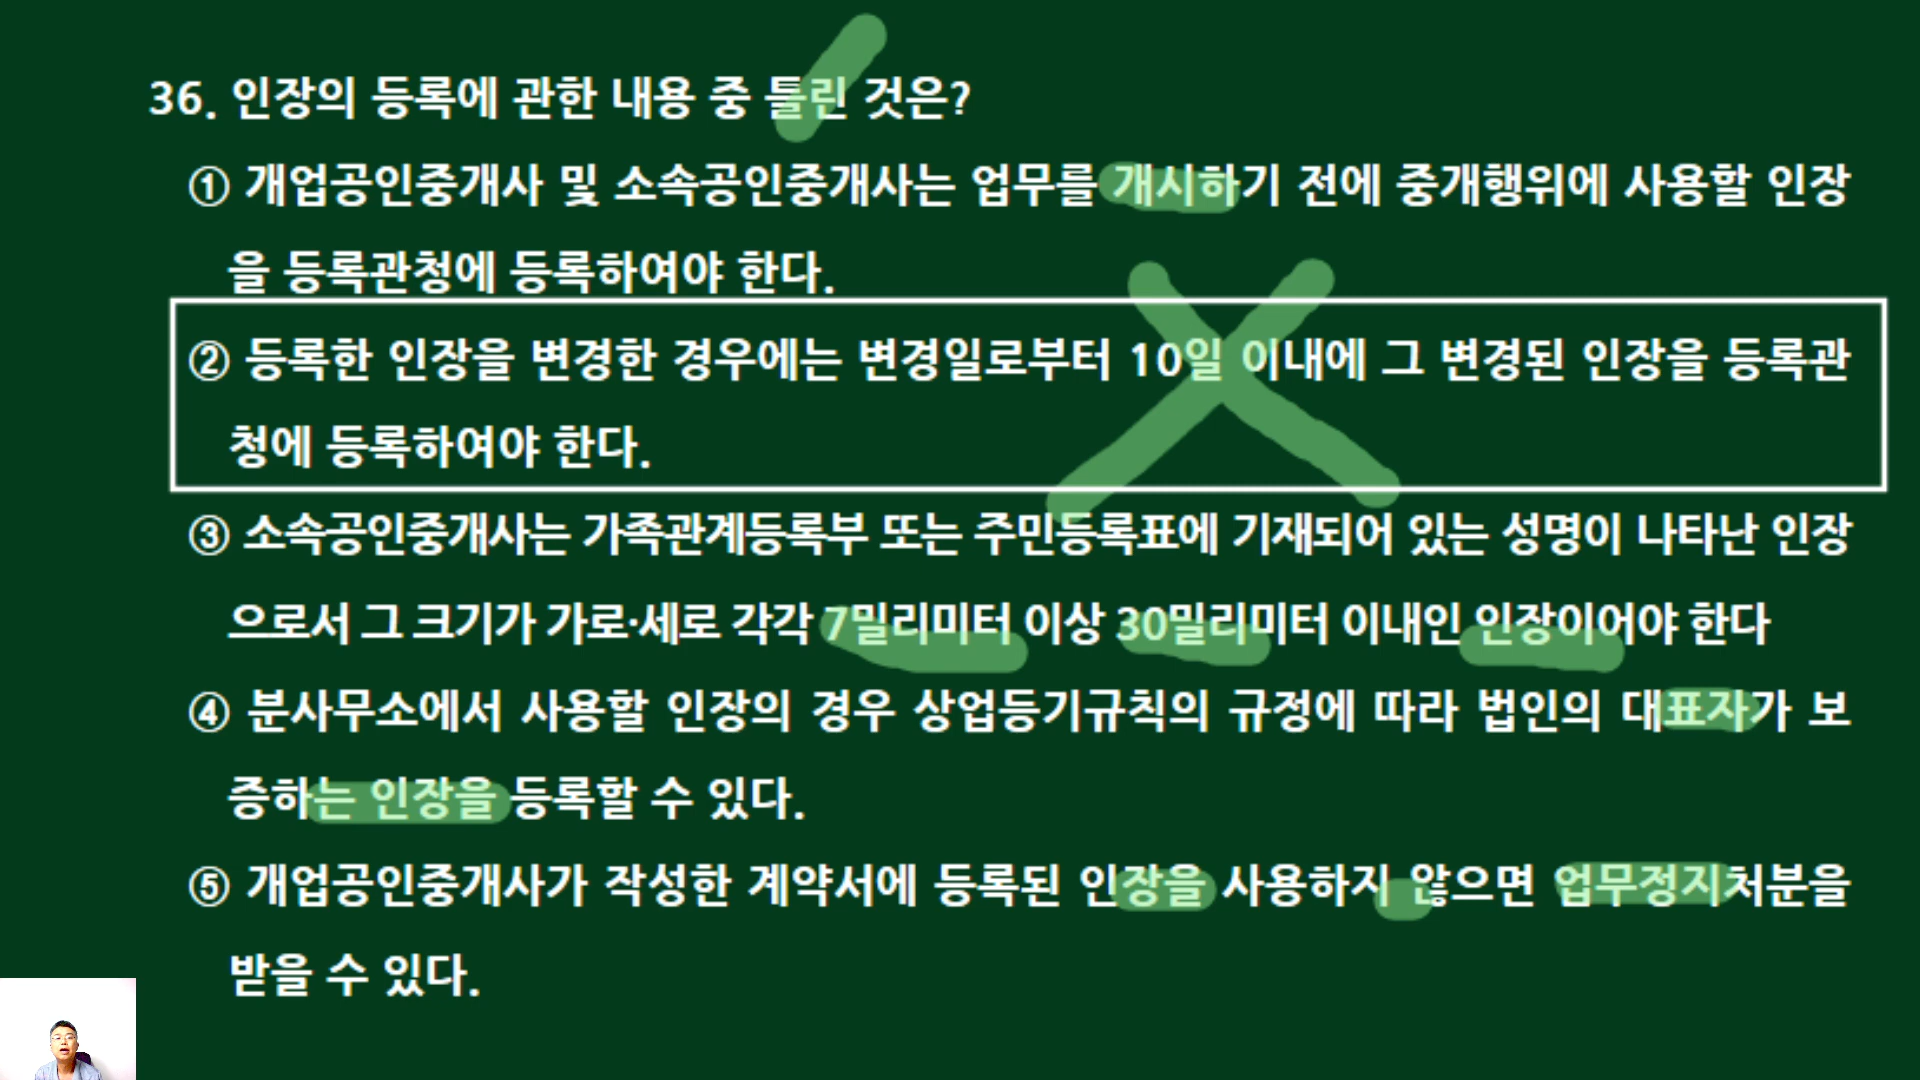 36. 인장의 등록에 관한 내용 중 틀린 것은?
① 개업공인중개사 및 소속공인중개사는 업무를 개시하기 전에 중개행위에 사용할 인장
을 등록관청에 등록하여야 한다.
② 등록한 인장을 변경한 경우에는 변경일로부터 10일 이내에 그 변경된 인장을 등록관
청에 등록하여야 한다.
③ 소속공인중개사는 가족관계등록부 또는 주민등록표에 기재되어 있는 성명이 나타난 인장
으로서 그 크기가 가로·세로 각각 7밀리미터 이상 30밀리미터 이내인 인장이어야 한다
④ 분사무소에서 사용할 인장의 경우 상업등기규칙의 규정에 따라 법인의 대표자가 보
증하는 인장을 등록할 수 있다.
⑤ 개업공인중개사가 작성한 계약서에 등록된 인장을 사용하지 않으면 업무정지처분을
받을 수 있다.